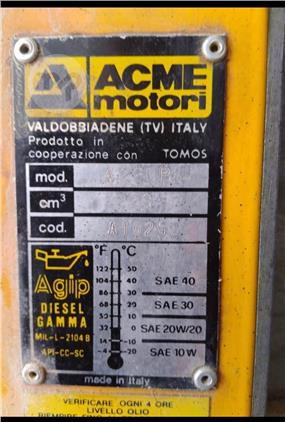 ACME
motori
VALDOBBIADENE (TV) ITALY
Prodotto in
cooperazione con TOMOS
mod.
cm³
cod.
°F °C
122 50
104 40 SAE 40
86 30
68 20 SAE 30
50 10
32 0 SAE 20W/20
14 -10
-4 -20 SAE 10W
Agip
DIESEL
GAMMA
MIL-L-2104B
API-CC-SC
made in Italy
VERIFICARE OGNI 4 ORE
LIVELLO OLIO